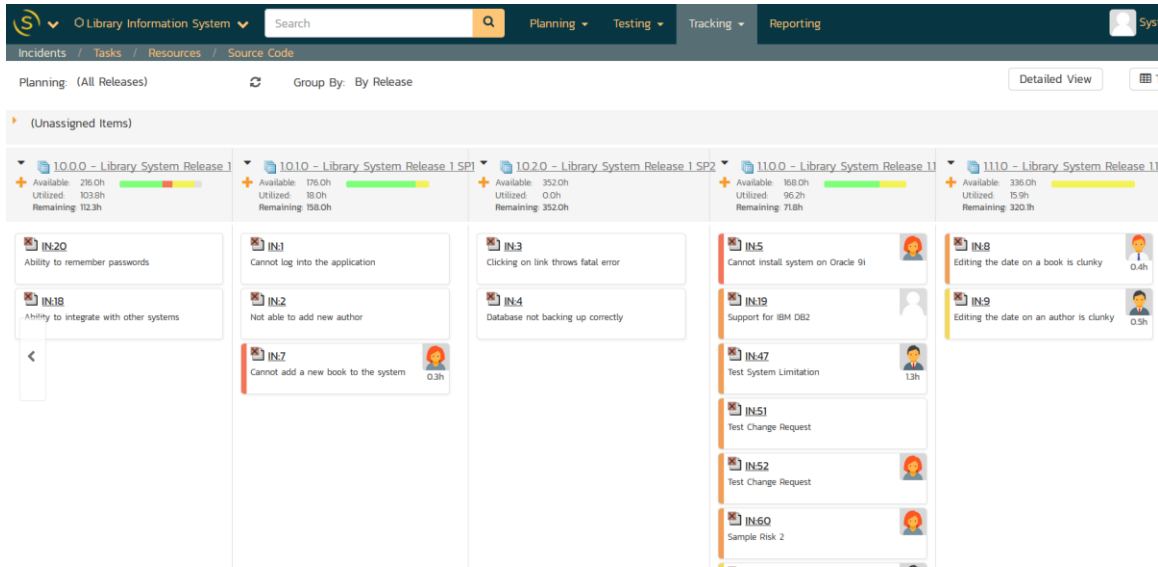 Library Information System
Search
Planning
Testing
Tracking
Reporting
Incidents / Tasks / Resources / Source Code
Planning: (All Releases)
Group By: By Release
Detailed View
(Unassigned Items)
1.0.0.0 - Library System Release 1
Available: 216.0h
Utilized: 103.8h
Remaining: 112.3h
IN:20
Ability to remember passwords
IN:18
Ability to integrate with other systems
1.0.1.0 - Library System Release 1 SP1
Available: 176.0h
Utilized: 18.0h
Remaining: 158.0h
IN:1
Cannot log into the application
IN:2
Not able to add new author
IN:7
Cannot add a new book to the system
0.3h
1.0.2.0 - Library System Release 1 SP2
Available: 352.0h
Utilized: 0.0h
Remaining: 352.0h
IN:3
Clicking on link throws fatal error
IN:4
Database not backing up correctly
1.1.0.0 - Library System Release 1.1
Available: 168.0h
Utilized: 96.2h
Remaining: 71.8h
IN:5
Cannot install system on Oracle 9i
IN:19
Support for IBM DB2
IN:47
Test System Limitation
1.3h
IN:51
Test Change Request
IN:52
Test Change Request
IN:60
Sample Risk 2
1.1.1.0 - Library System Release 1.1
Available: 336.0h
Utilized: 15.9h
Remaining: 320.1h
IN:8
Editing the date on a book is clunky
0.4h
IN:9
Editing the date on an author is clunky
0.5h